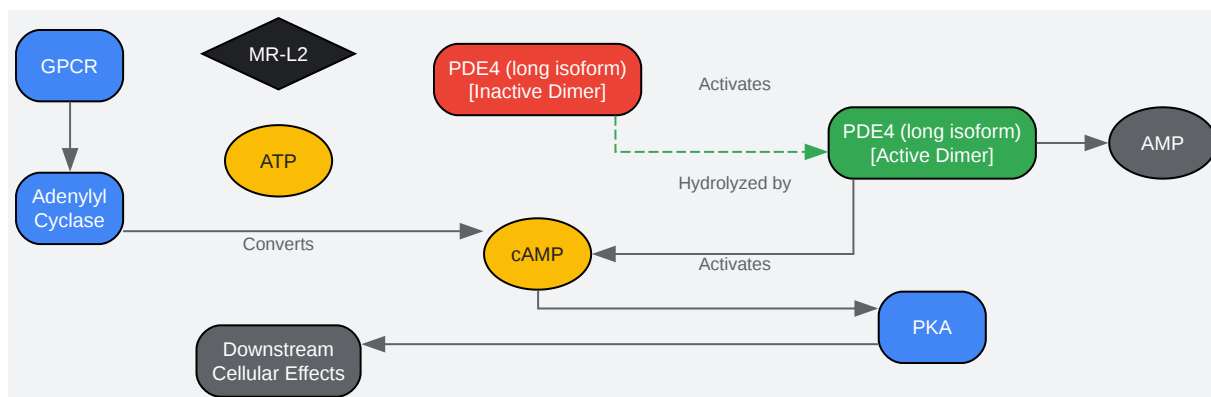 GPCR
MR-L2
PDE4 (long isoform)
[Inactive Dimer]
Activates
PDE4 (long isoform)
[Active Dimer]
AMP
ATP
Hydrolyzed by
Adenylyl
Cyclase
Converts
cAMP
Activates
PKA
Downstream
Cellular Effects